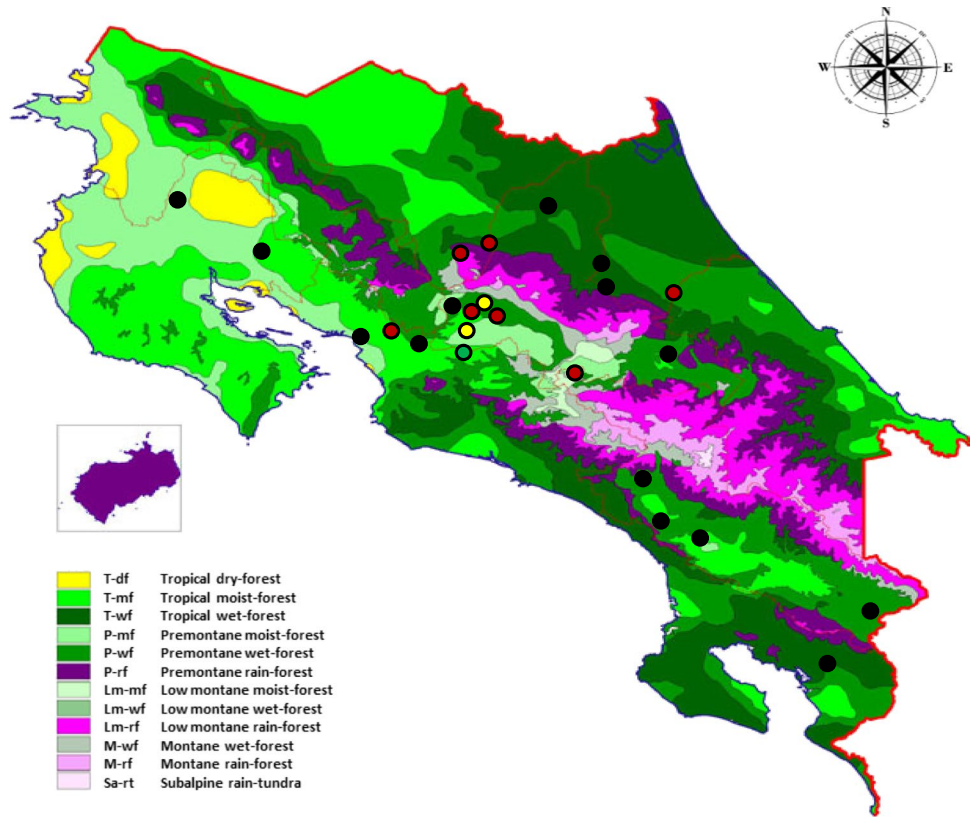 N
W E
S
T-df Tropical dry-forest
T-mf Tropical moist-forest
T-wf Tropical wet-forest
P-mf Premontane moist-forest
P-wf Premontane wet-forest
P-rf Premontane rain-forest
Lm-mf Low montane moist-forest
Lm-wf Low montane wet-forest
Lm-rf Low montane rain-forest
M-wf Montane wet-forest
M-rf Montane rain-forest
Sa-rt Subalpine rain-tundra